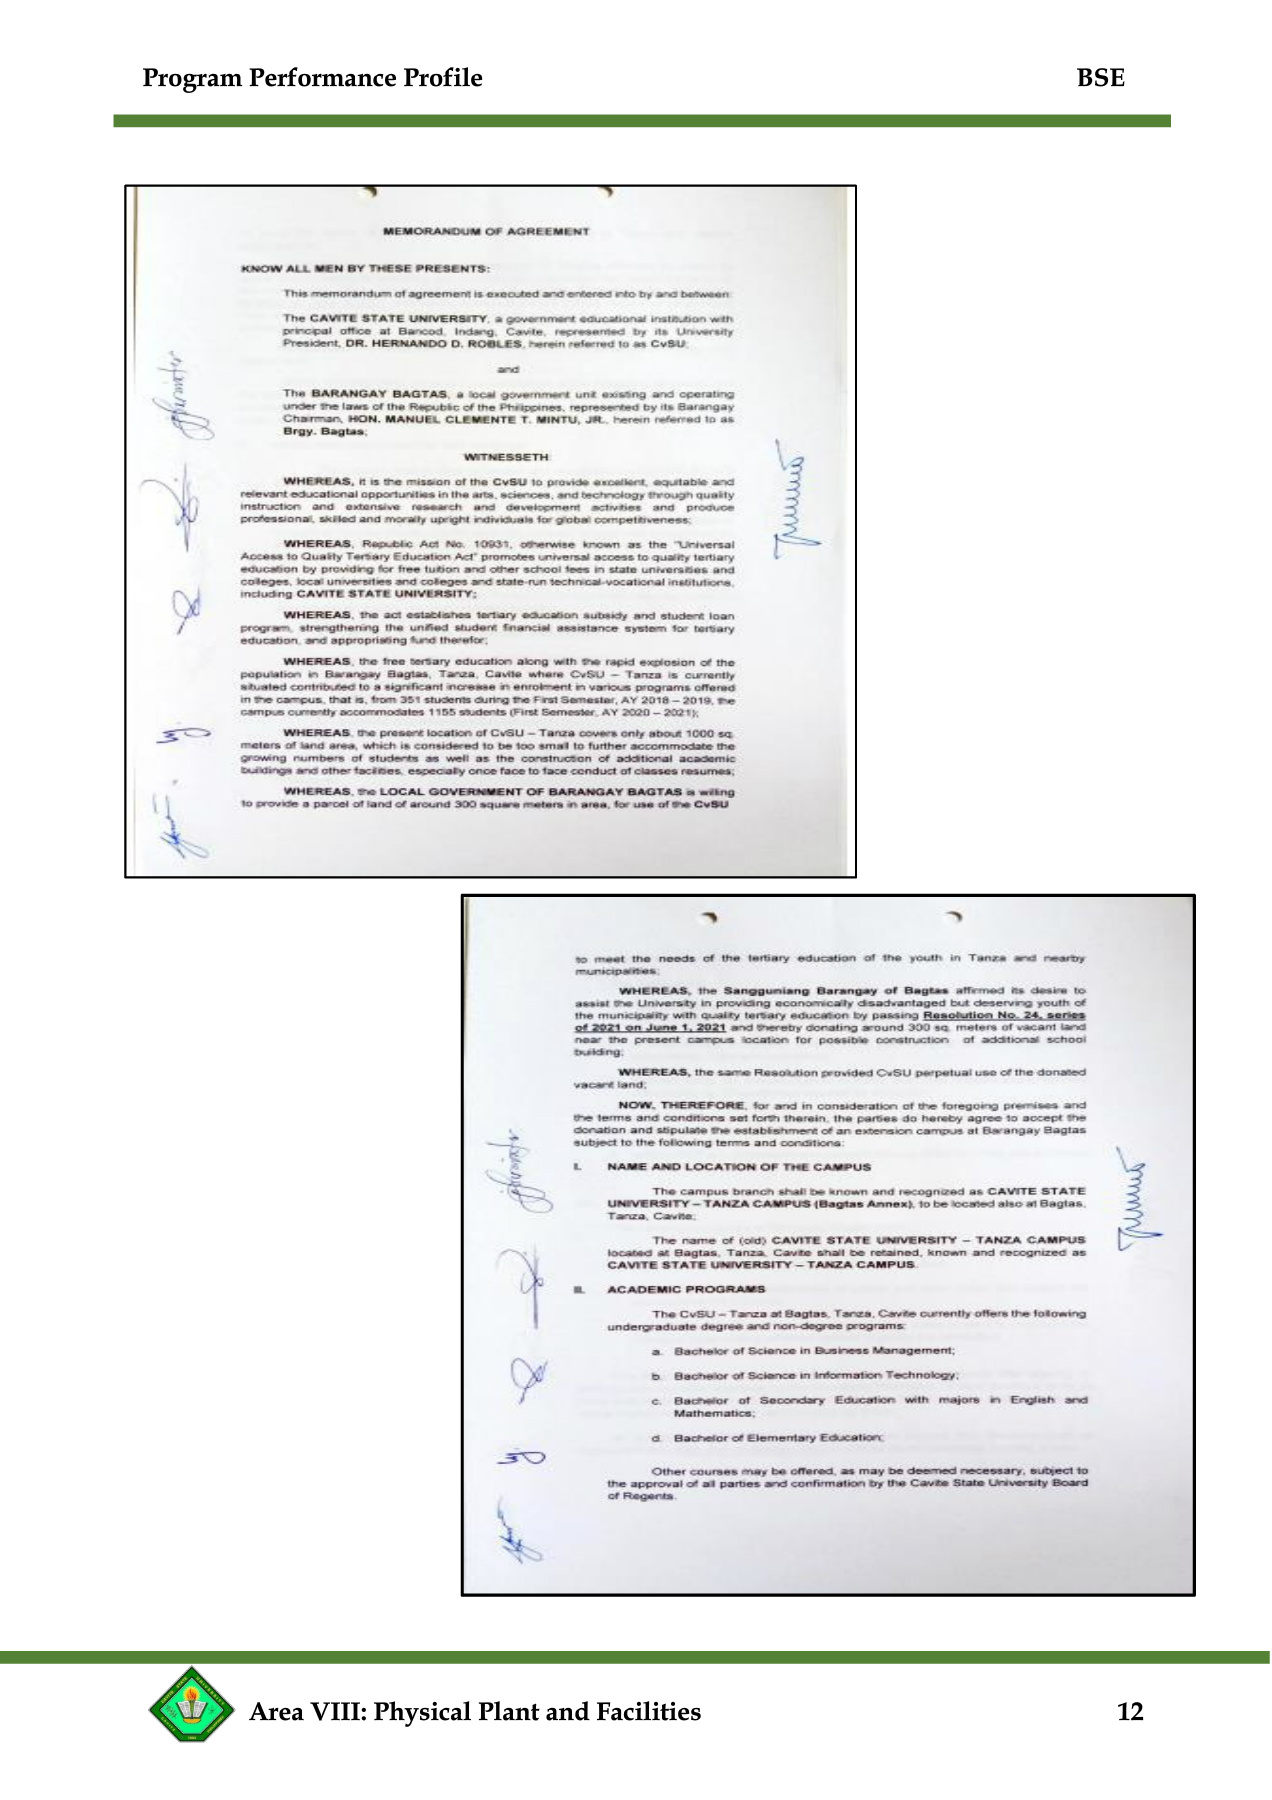 Program Performance Profile BSE
MEMORANDUM OF AGREEMENT
KNOW ALL MEN BY THESE PRESENTS:
This memorandum of agreement is executed and entered into by and between:
The CAVITE STATE UNIVERSITY, a government educational institution with
principal office at Bancod, Indang, Cavite, represented by its University
President, DR. HERNANDO D. ROBLES, herein referred to as CvSU;
and
The BARANGAY BAGTAS, a local government unit existing and operating
under the laws of the Republic of the Philippines, represented by its Barangay
Chairman, HON. MANUEL CLEMENTE T. MINTU, JR., herein referred to as
Brgy. Bagtas;
WITNESSETH
WHEREAS, it is the mission of the CvSU to provide excellent, equitable and
relevant educational opportunities in the arts, sciences, and technology through quality
instruction and extensive research and development activities and produce
professional, skilled and morally upright individuals for global competitiveness;
WHEREAS, Republic Act No. 10931, otherwise known as the "Universal
Access to Quality Tertiary Education Act" promotes universal access to quality tertiary
education by providing for free tuition and other school fees in state universities and
colleges, local universities and colleges and state-run technical-vocational institutions,
including CAVITE STATE UNIVERSITY;
WHEREAS, the act establishes tertiary education subsidy and student loan
program, strengthening the unified student financial assistance system for tertiary
education, and appropriating fund therefor;
WHEREAS, the free tertiary education along with the rapid explosion of the
population in Barangay Bagtas, Tanza, Cavite where CvSU – Tanza is currently
situated contributed to a significant increase in enrolment in various programs offered
in the campus, that is, from 351 students during the First Semester, AY 2018 – 2019, the
campus currently accommodates 1155 students (First Semester, AY 2020 – 2021);
WHEREAS, the present location of CvSU – Tanza covers only about 1000 sq.
meters of land area, which is considered to be too small to further accommodate the
growing numbers of students as well as the construction of additional academic
buildings and other facilities, especially once face to face conduct of classes resumes;
WHEREAS, the LOCAL GOVERNMENT OF BARANGAY BAGTAS is willing
to provide a parcel of land of around 300 square meters in area, for use of the CvSU
to meet the needs of the tertiary education of the youth in Tanza and nearby
municipalities;
WHEREAS, the Sangguniang Barangay of Bagtas affirmed its desire to
assist the University in providing economically disadvantaged but deserving youth of
the municipality with quality tertiary education by passing Resolution No. 24, series
of 2021 on June 1, 2021 and thereby donating around 300 sq. meters of vacant land
near the present campus location for possible construction of additional school
building;
WHEREAS, the same Resolution provided CvSU perpetual use of the donated
vacant land;
NOW, THEREFORE, for and in consideration of the foregoing premises and
the terms and conditions set forth therein, the parties do hereby agree to accept the
donation and stipulate the establishment of an extension campus at Barangay Bagtas
subject to the following terms and conditions:
I. NAME AND LOCATION OF THE CAMPUS
The campus branch shall be known and recognized as CAVITE STATE
UNIVERSITY – TANZA CAMPUS (Bagtas Annex), to be located also at Bagtas,
Tanza, Cavite;
The name of (old) CAVITE STATE UNIVERSITY – TANZA CAMPUS
located at Bagtas, Tanza, Cavite shall be retained, known and recognized as
CAVITE STATE UNIVERSITY – TANZA CAMPUS.
II. ACADEMIC PROGRAMS
The CvSU – Tanza at Bagtas, Tanza, Cavite currently offers the following
undergraduate degree and non-degree programs:
a. Bachelor of Science in Business Management;
b. Bachelor of Science in Information Technology;
c. Bachelor of Secondary Education with majors in English and
Mathematics;
d. Bachelor of Elementary Education;
Other courses may be offered, as may be deemed necessary, subject to
the approval of all parties and confirmation by the Cavite State University Board
of Regents.
Area VIII: Physical Plant and Facilities 12